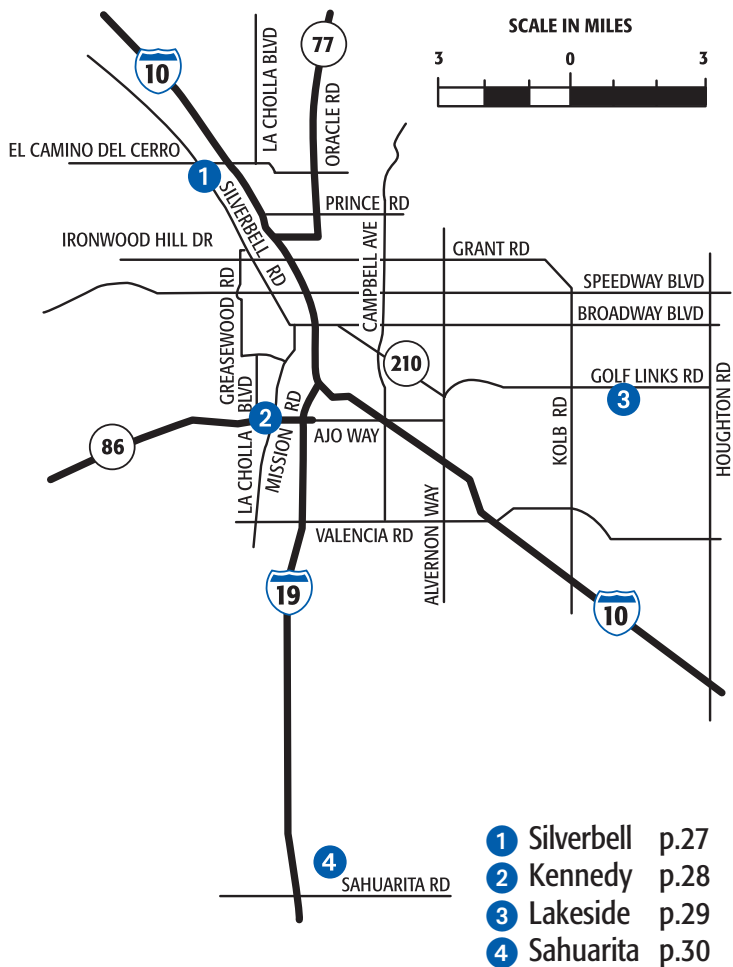 SCALE IN MILES
3 0 3
77
10
LA CHOLLA BLVD
ORACLE RD
EL CAMINO DEL CERRO
1
SILVERBELL RD
PRINCE RD
IRONWOOD HILL DR
CAMPBELL AVE
GRANT RD
SPEEDWAY BLVD
BROADWAY BLVD
GREASEWOOD RD
210
GOLF LINKS RD
3
HOUGHTON RD
KOLB RD
2
LA CHOLLA BLVD
MISSION RD
AJO WAY
86
VALENCIA RD
ALVERNON WAY
19
10
4
SAHUARITA RD
1 Silverbell p.27
2 Kennedy p.28
3 Lakeside p.29
4 Sahuarita p.30